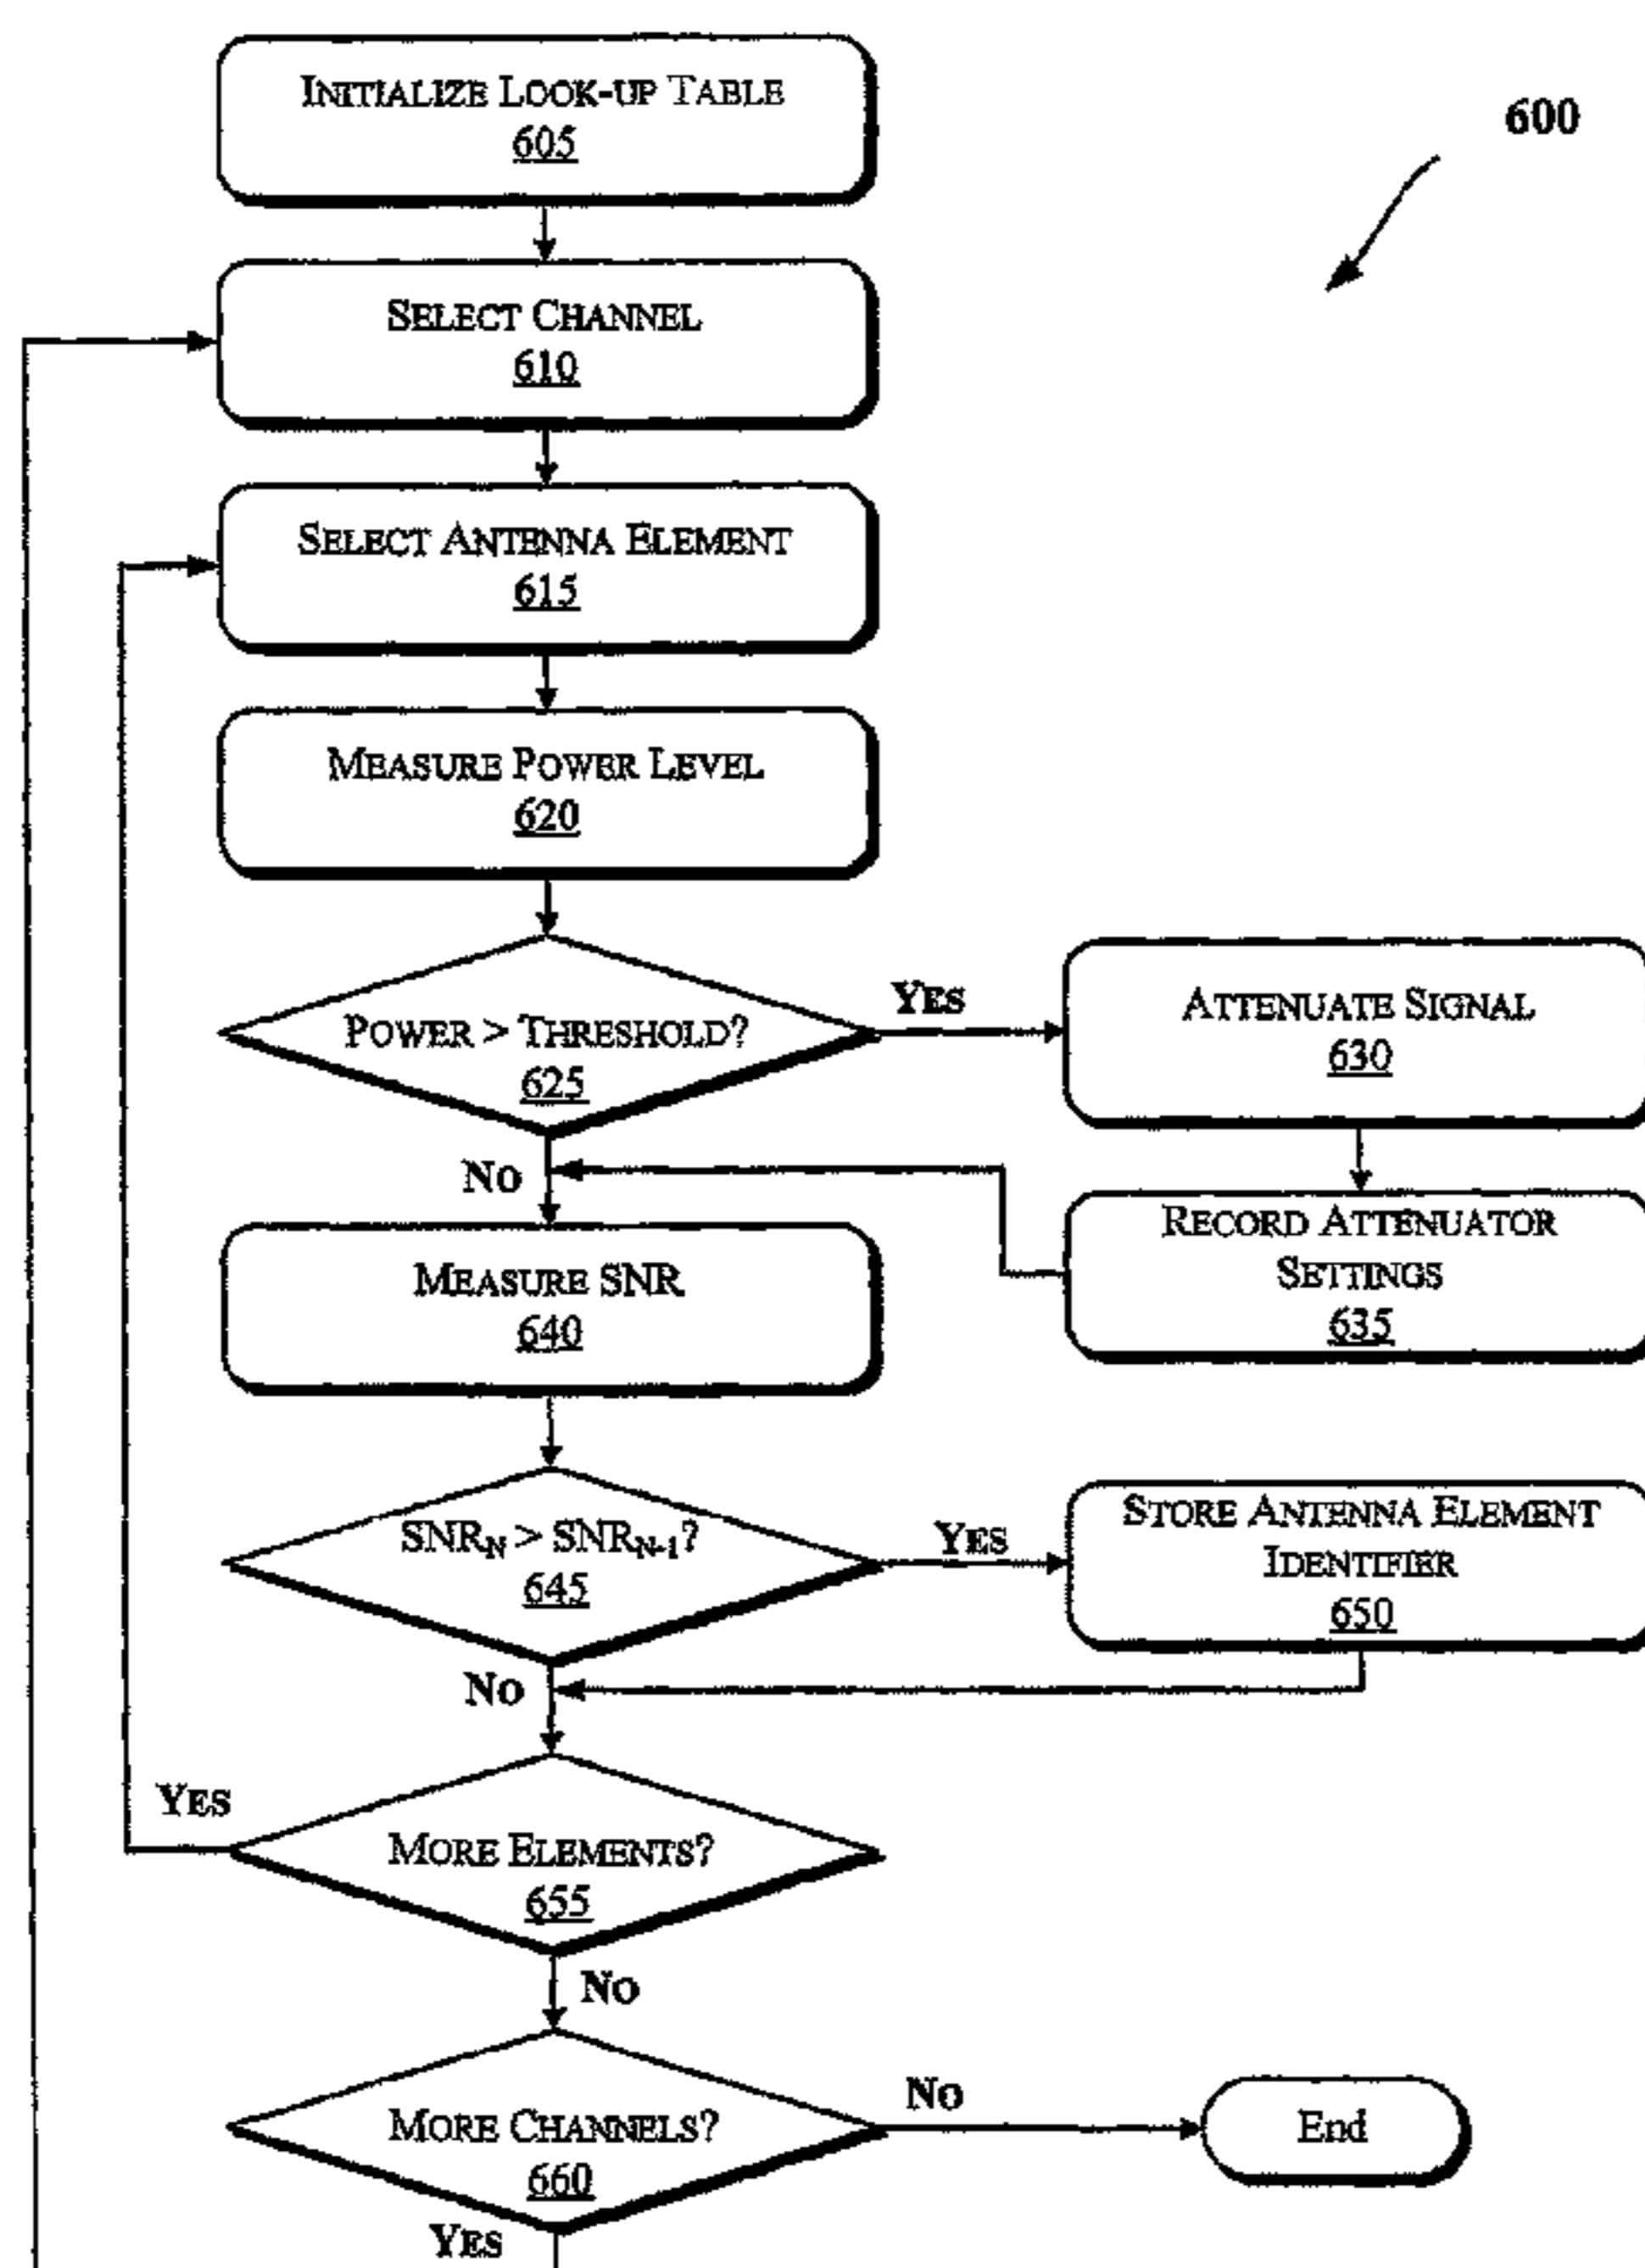 INITIALIZE LOOK-UP TABLE
605
600
SELECT CHANNEL
610
SELECT ANTENNA ELEMENT
615
MEASURE POWER LEVEL
620
POWER > THRESHOLD?
625
YES
ATTENUATE SIGNAL
630
NO
RECORD ATTENUATOR
SETTINGS
635
MEASURE SNR
640
SNRN > SNRN-1?
645
YES
STORE ANTENNA ELEMENT
IDENTIFIER
650
NO
YES
MORE ELEMENTS?
655
NO
MORE CHANNELS?
660
NO
End
YES